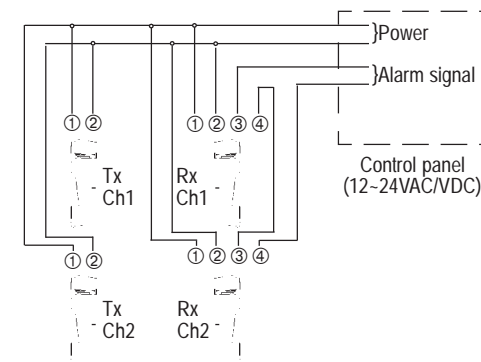 }Power
}Alarm signal
① ② ① ② ③ ④
Control panel
(12~24VAC/VDC)
Tx
Ch1
Rx
Ch1
① ② ① ② ③ ④
Tx
Ch2
Rx
Ch2